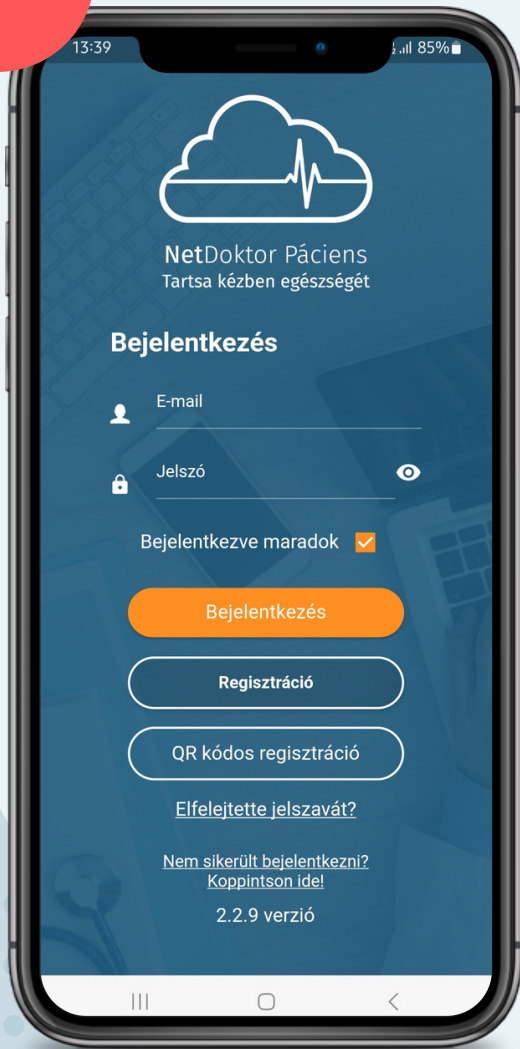 13:39
85%
NetDoktor Páciens
Tartsa kézben egészségét
Bejelentkezés
E-mail
Jelszó
Bejelentkezve maradok
Bejelentkezés
Regisztráció
QR kódos regisztráció
Elfelejtette jelszavát?
Nem sikerült bejelentkezni?
Koppintson ide!
2.2.9 verzió